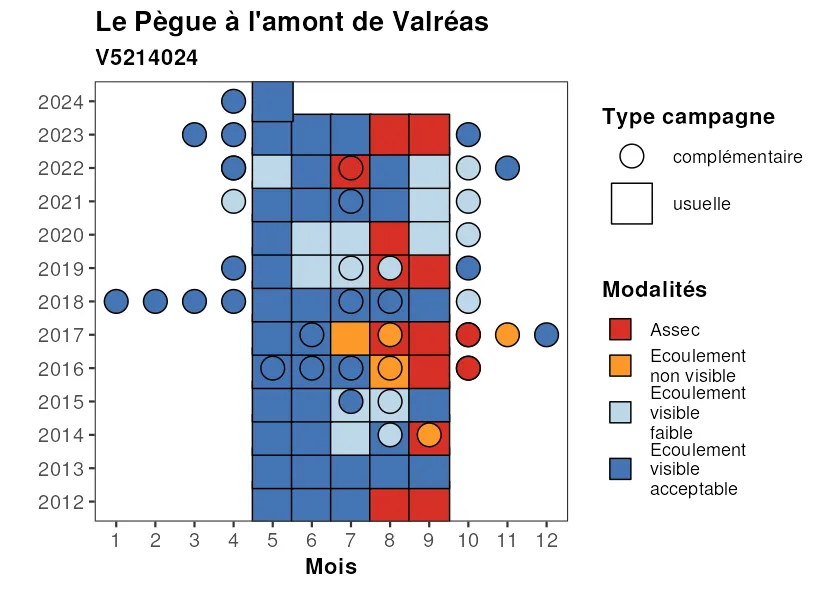 Le Pègue à l'amont de Valréas
V5214024
2024
2023
2022
2021
2020
2019
2018
2017
2016
2015
2014
2013
2012
1 2 3 4 5 6 7 8 9 10 11 12
Mois
Type campagne
complémentaire
usuelle
Modalités
Assec
Ecoulement
non visible
Ecoulement
visible
faible
Ecoulement
visible
acceptable